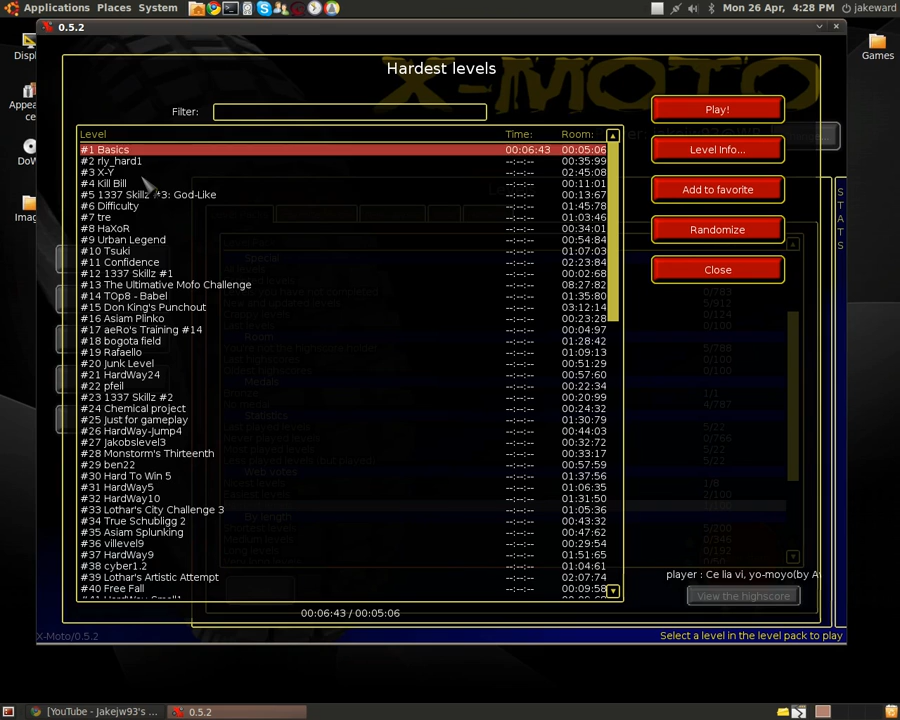 Applications Places System Mon 26 Apr, 4:28 PM jakeward
0.5.2
Hardest levels
X-MOTO
Games
Filter:
Level Time: Room:
#1 Basics 00:06:43 00:05:06
#2 rly_hard1 --:--:-- 00:35:99
#3 X-Y --:--:-- 02:45:08
#4 Kill Bill --:--:-- 00:11:01
#5 1337 Skillz #3: God-Like --:--:-- 00:13:67
#6 Difficulty --:--:-- 01:45:78
#7 tre --:--:-- 01:03:46
#8 HaXoR --:--:-- 00:34:01
#9 Urban Legend --:--:-- 00:54:84
#10 Tsuki --:--:-- 01:07:03
#11 Confidence --:--:-- 02:23:84
#12 1337 Skillz #1 --:--:-- 00:02:68
#13 The Ultimative Mofo Challenge --:--:-- 08:27:82
#14 TOp8 - Babel --:--:-- 01:35:80
#15 Don King's Punchout --:--:-- 03:12:14
#16 Asiam Plinko --:--:-- 00:23:28
#17 aeRo's Training #14 --:--:-- 00:04:97
#18 bogota field --:--:-- 01:28:42
#19 Rafaello --:--:-- 01:09:13
#20 Junk Level --:--:-- 00:51:29
#21 HardWay24 --:--:-- 00:57:60
#22 pfeil --:--:-- 00:22:34
#23 1337 Skillz #2 --:--:-- 00:20:99
#24 Chemical project --:--:-- 00:24:32
#25 Just for gameplay --:--:-- 01:30:79
#26 HardWay-Jump4 --:--:-- 00:44:03
#27 Jakobslevel3 --:--:-- 00:32:72
#28 Monstorm's Thirteenth --:--:-- 00:33:17
#29 ben22 --:--:-- 00:57:59
#30 Hard To Win 5 --:--:-- 01:37:56
#31 HardWay5 --:--:-- 01:06:35
#32 HardWay10 --:--:-- 01:31:50
#33 Lothar's City Challenge 3 --:--:-- 01:05:36
#34 True Schubligg 2 --:--:-- 00:43:32
#35 Asiam Splunking --:--:-- 00:47:62
#36 villevel9 --:--:-- 00:29:54
#37 HardWay9 --:--:-- 01:51:65
#38 cyber1.2 --:--:-- 01:04:61
#39 Lothar's Artistic Attempt --:--:-- 02:07:74
#40 Free Fall --:--:-- 00:09:58
Play!
Level Info...
Add to favorite
Randomize
Close
player : Ce lia vi, yo-moyo(by
View the highscore
00:06:43 / 00:05:06
X-Moto/0.5.2 Select a level in the level pack to play
[YouTube - Jakejw93's ... 0.5.2